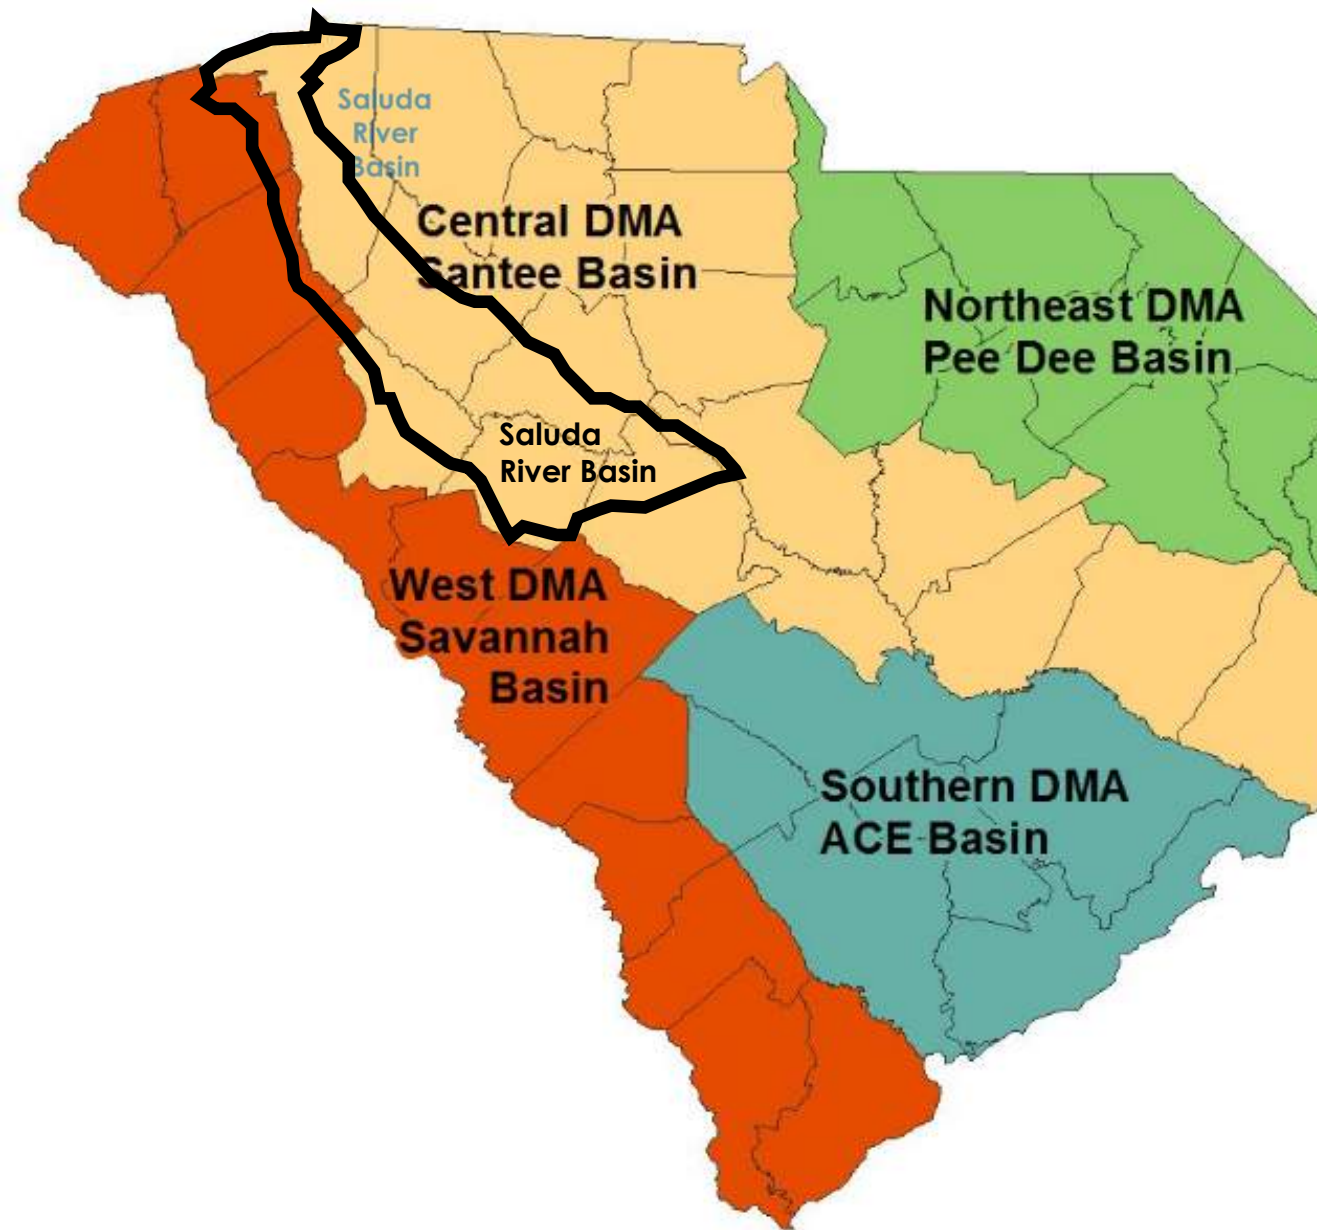 Saluda
River
Basin
Central DMA
Santee Basin
Northeast DMA
Pee Dee Basin
Saluda
River Basin
West DMA
Savannah
Basin
Southern DMA
ACE Basin